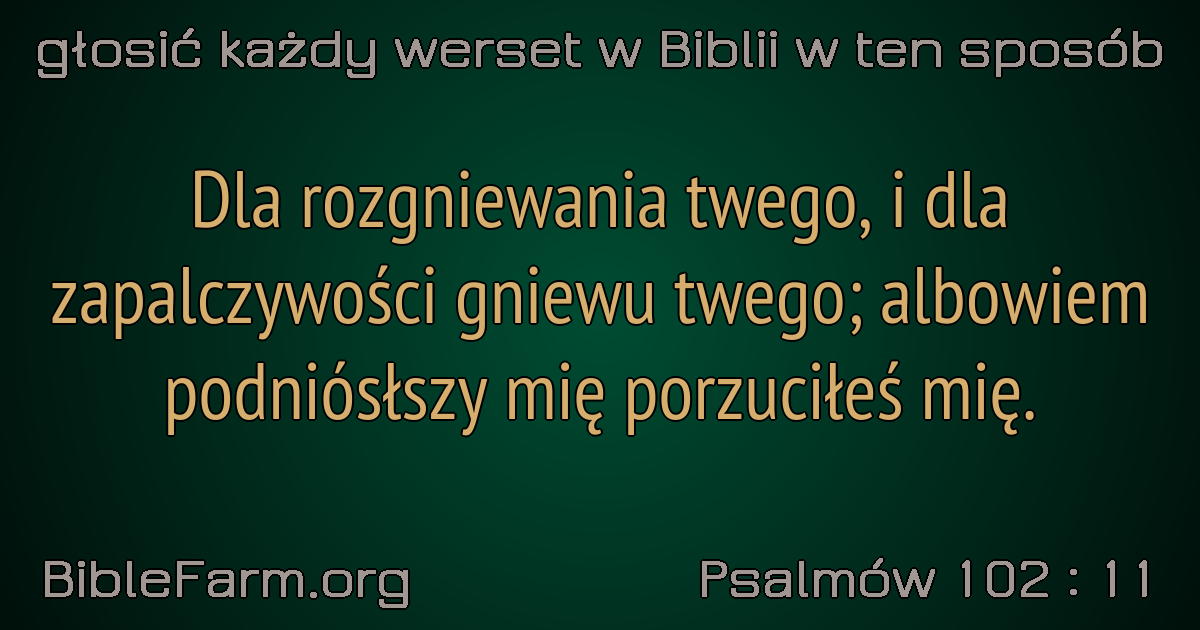 głosić każdy werset w Biblii w ten sposób
Dla rozgniewania twego, i dla
zapalczywości gniewu twego; albowiem
podniósłszy mię porzuciłeś mię.
BibleFarm.org
Psalmów 102 : 11